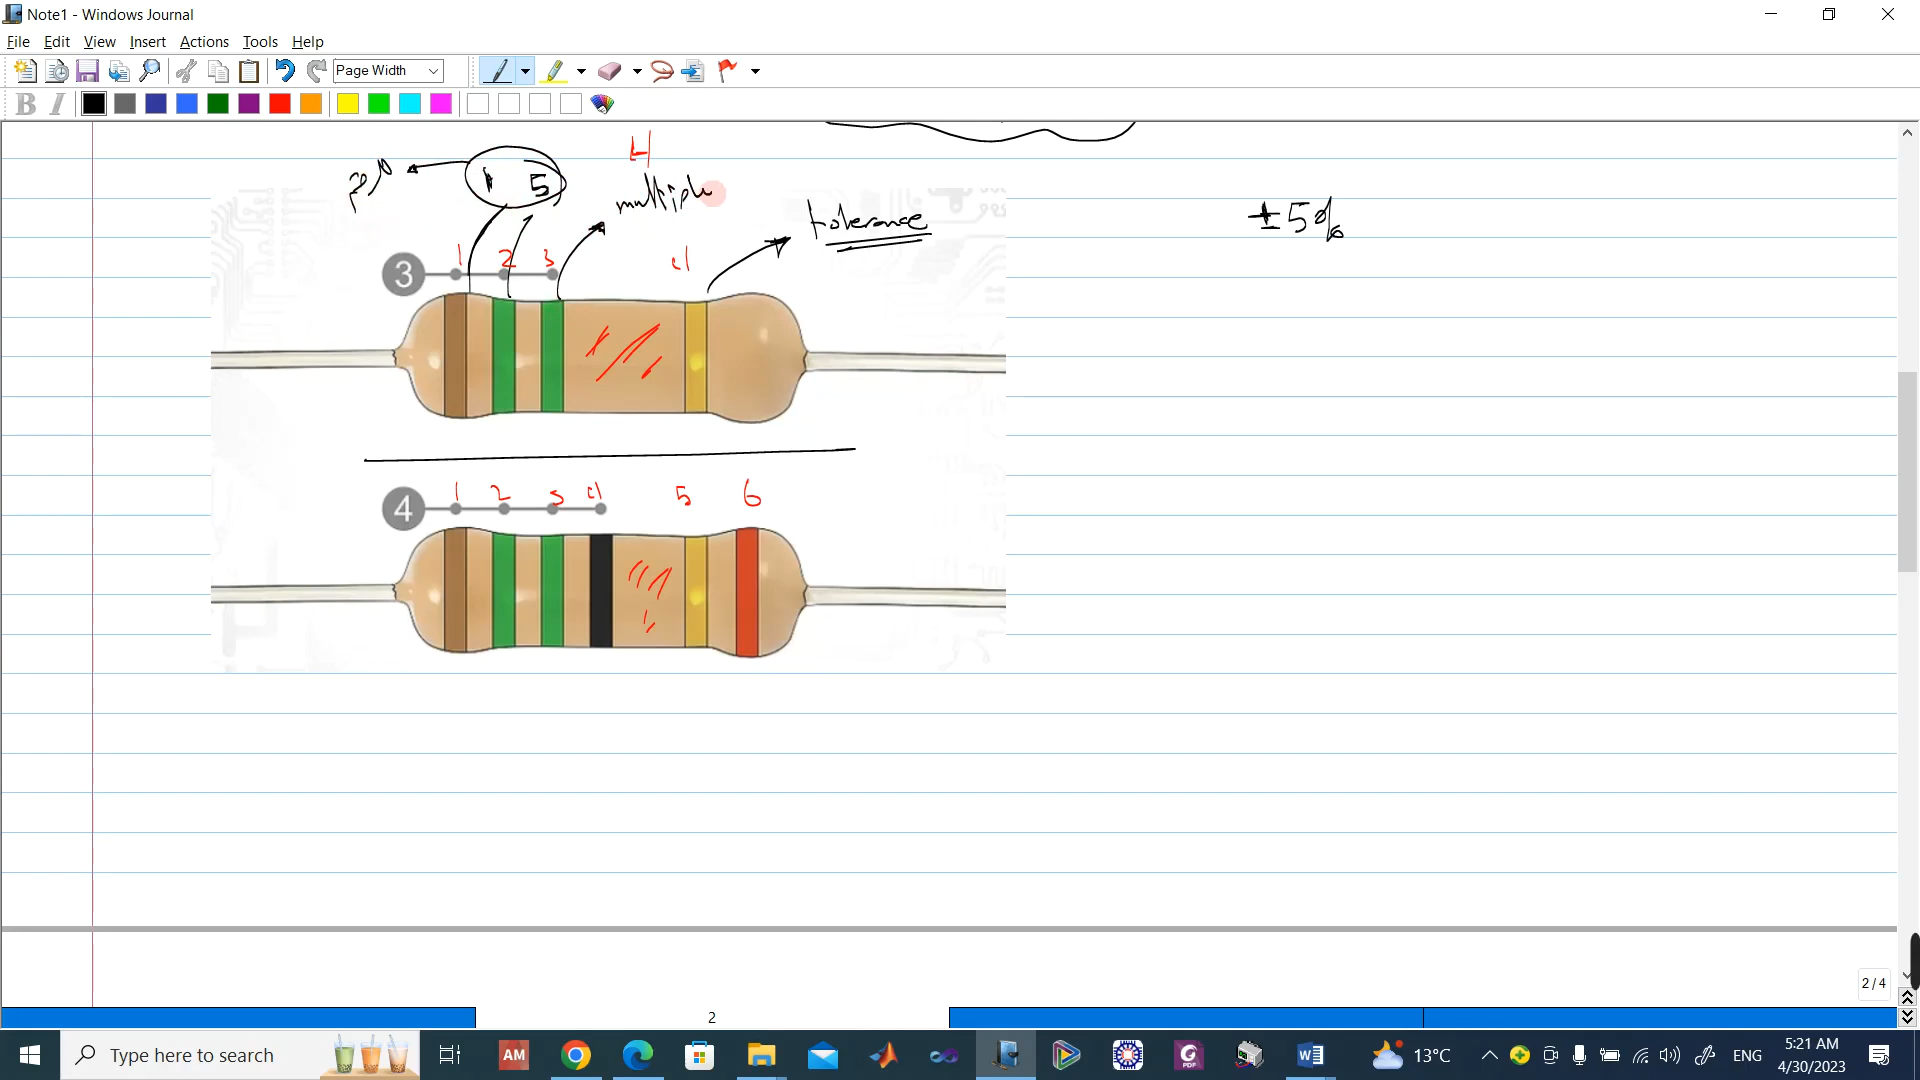 Note1 - Windows Journal
File Edit View Insert Actions Tools Help
Page Width
B I
4
1 5
multiple
tolerance
±5%
3
1 2 3
4
1 2 3 5 6
2 / 4
2
Type here to search
AM
PDF
W
13°C
ENG
5:21 AM
4/30/2023